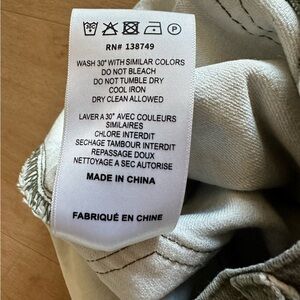 RN# 138749
WASH 30° WITH SIMILAR COLORS
DO NOT BLEACH
DO NOT TUMBLE DRY
COOL IRON
DRY CLEAN ALLOWED
LAVER A 30° AVEC COULEURS
SIMILAIRES
CHLORE INTERDIT
SECHAGE TAMBOUR INTERDIT
REPASSAGE DOUX
NETTOYAGE A SEC AUTORISE
MADE IN CHINA
FABRIQUÉ EN CHINE